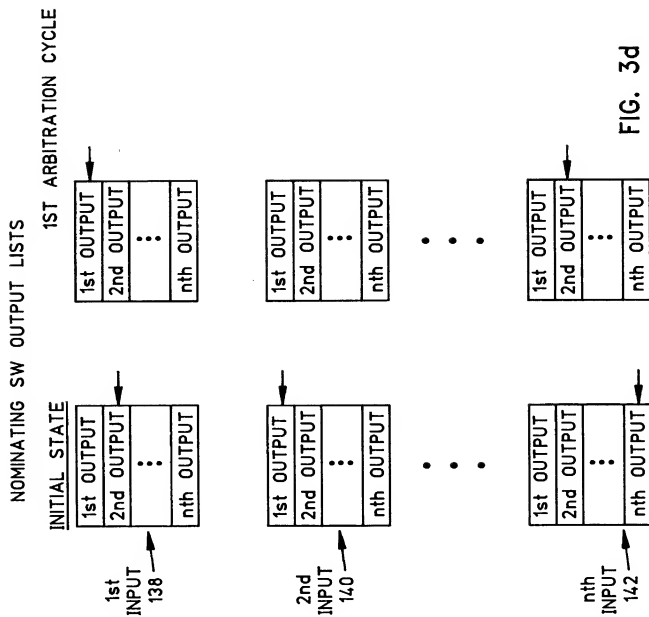 NOMINATING SW OUTPUT LISTS
INITIAL STATE
1ST ARBITRATION CYCLE
1st INPUT
138
1st OUTPUT
2nd OUTPUT
nth OUTPUT
1st OUTPUT
2nd OUTPUT
nth OUTPUT
2nd INPUT
140
1st OUTPUT
2nd OUTPUT
nth OUTPUT
1st OUTPUT
2nd OUTPUT
nth OUTPUT
nth INPUT
142
1st OUTPUT
2nd OUTPUT
nth OUTPUT
1st OUTPUT
2nd OUTPUT
nth OUTPUT
FIG. 3d